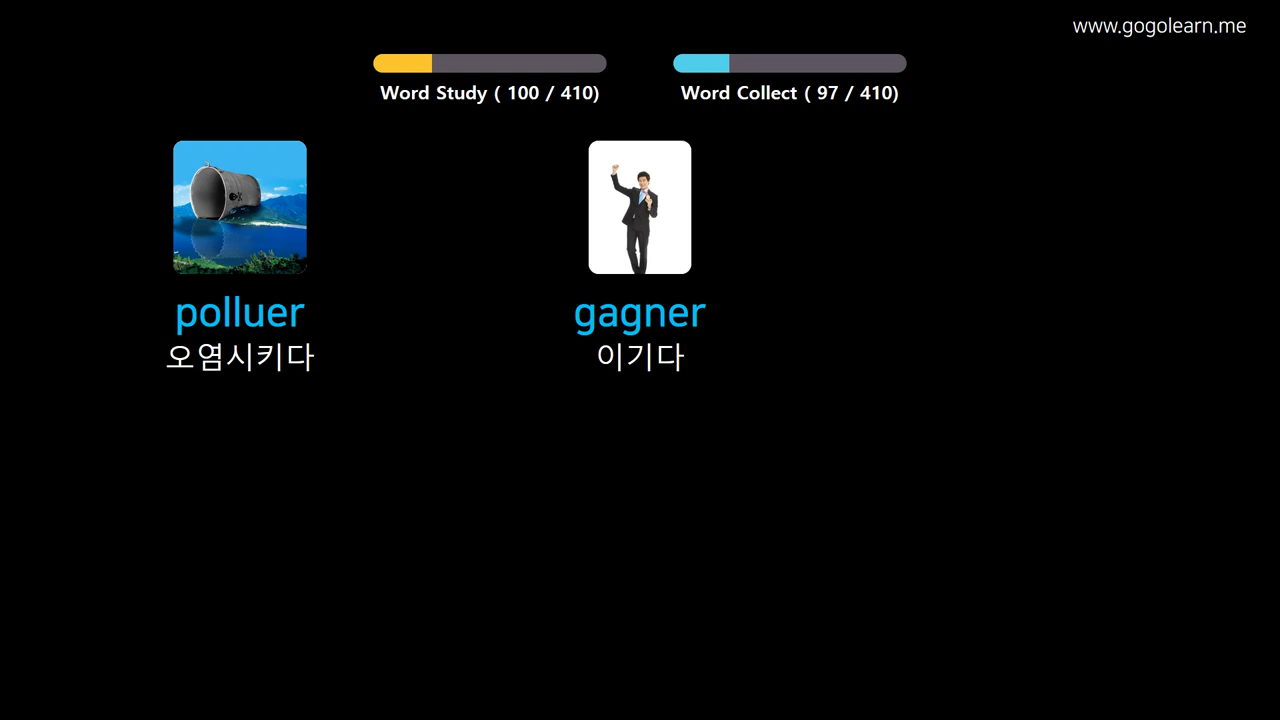 www.gogolearn.me
Word Study ( 100 / 410)
Word Collect ( 97 / 410)
polluer
오염시키다
gagner
이기다